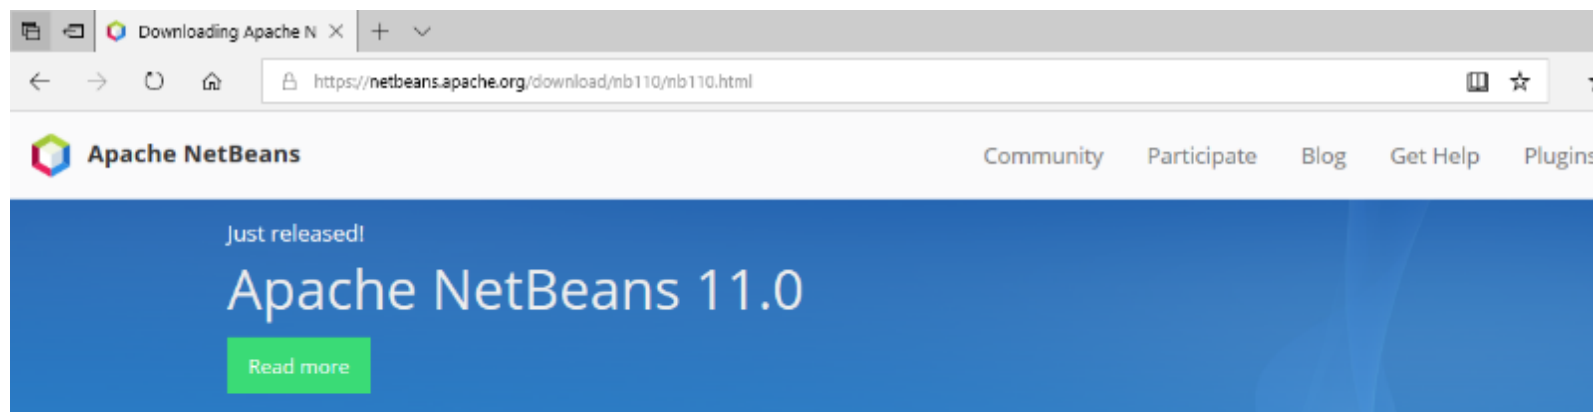 Downloading Apache N
https://netbeans.apache.org/download/nb110/nb110.html
Apache NetBeans Community Participate Blog Get Help Plugins
Just released!
Apache NetBeans 11.0
Read more